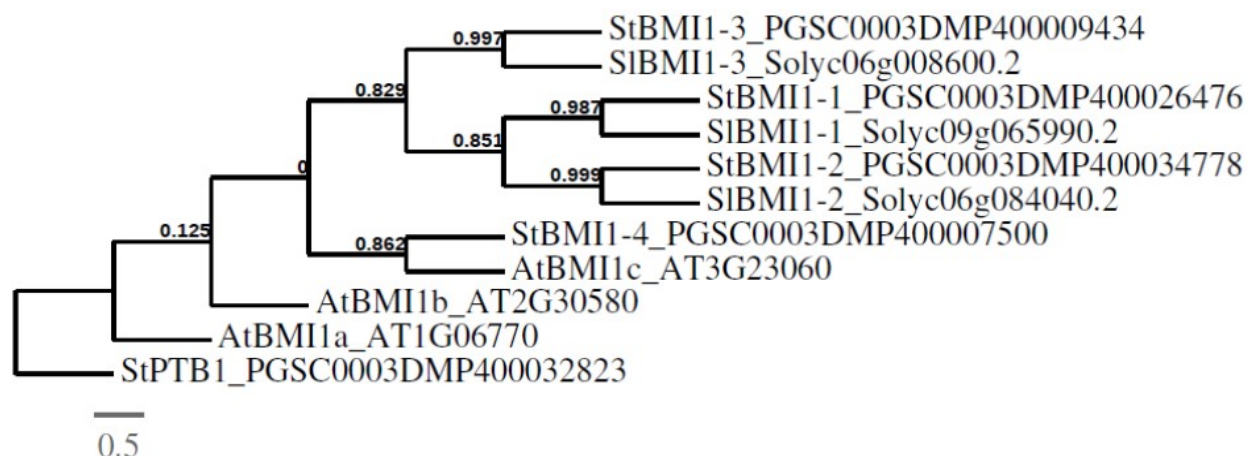 StBMI1-3_PGSC0003DMP400009434
0.997
SlBMI1-3_Solyc06g008600.2
0.829
StBMI1-1_PGSC0003DMP400026476
0.987
SlBMI1-1_Solyc09g065990.2
0.851
StBMI1-2_PGSC0003DMP400034778
0.999
SlBMI1-2_Solyc06g084040.2
0
StBMI1-4_PGSC0003DMP400007500
0.862
AtBMI1c_AT3G23060
0.125
AtBMI1b_AT2G30580
AtBMI1a_AT1G06770
StPTB1_PGSC0003DMP400032823
0.5